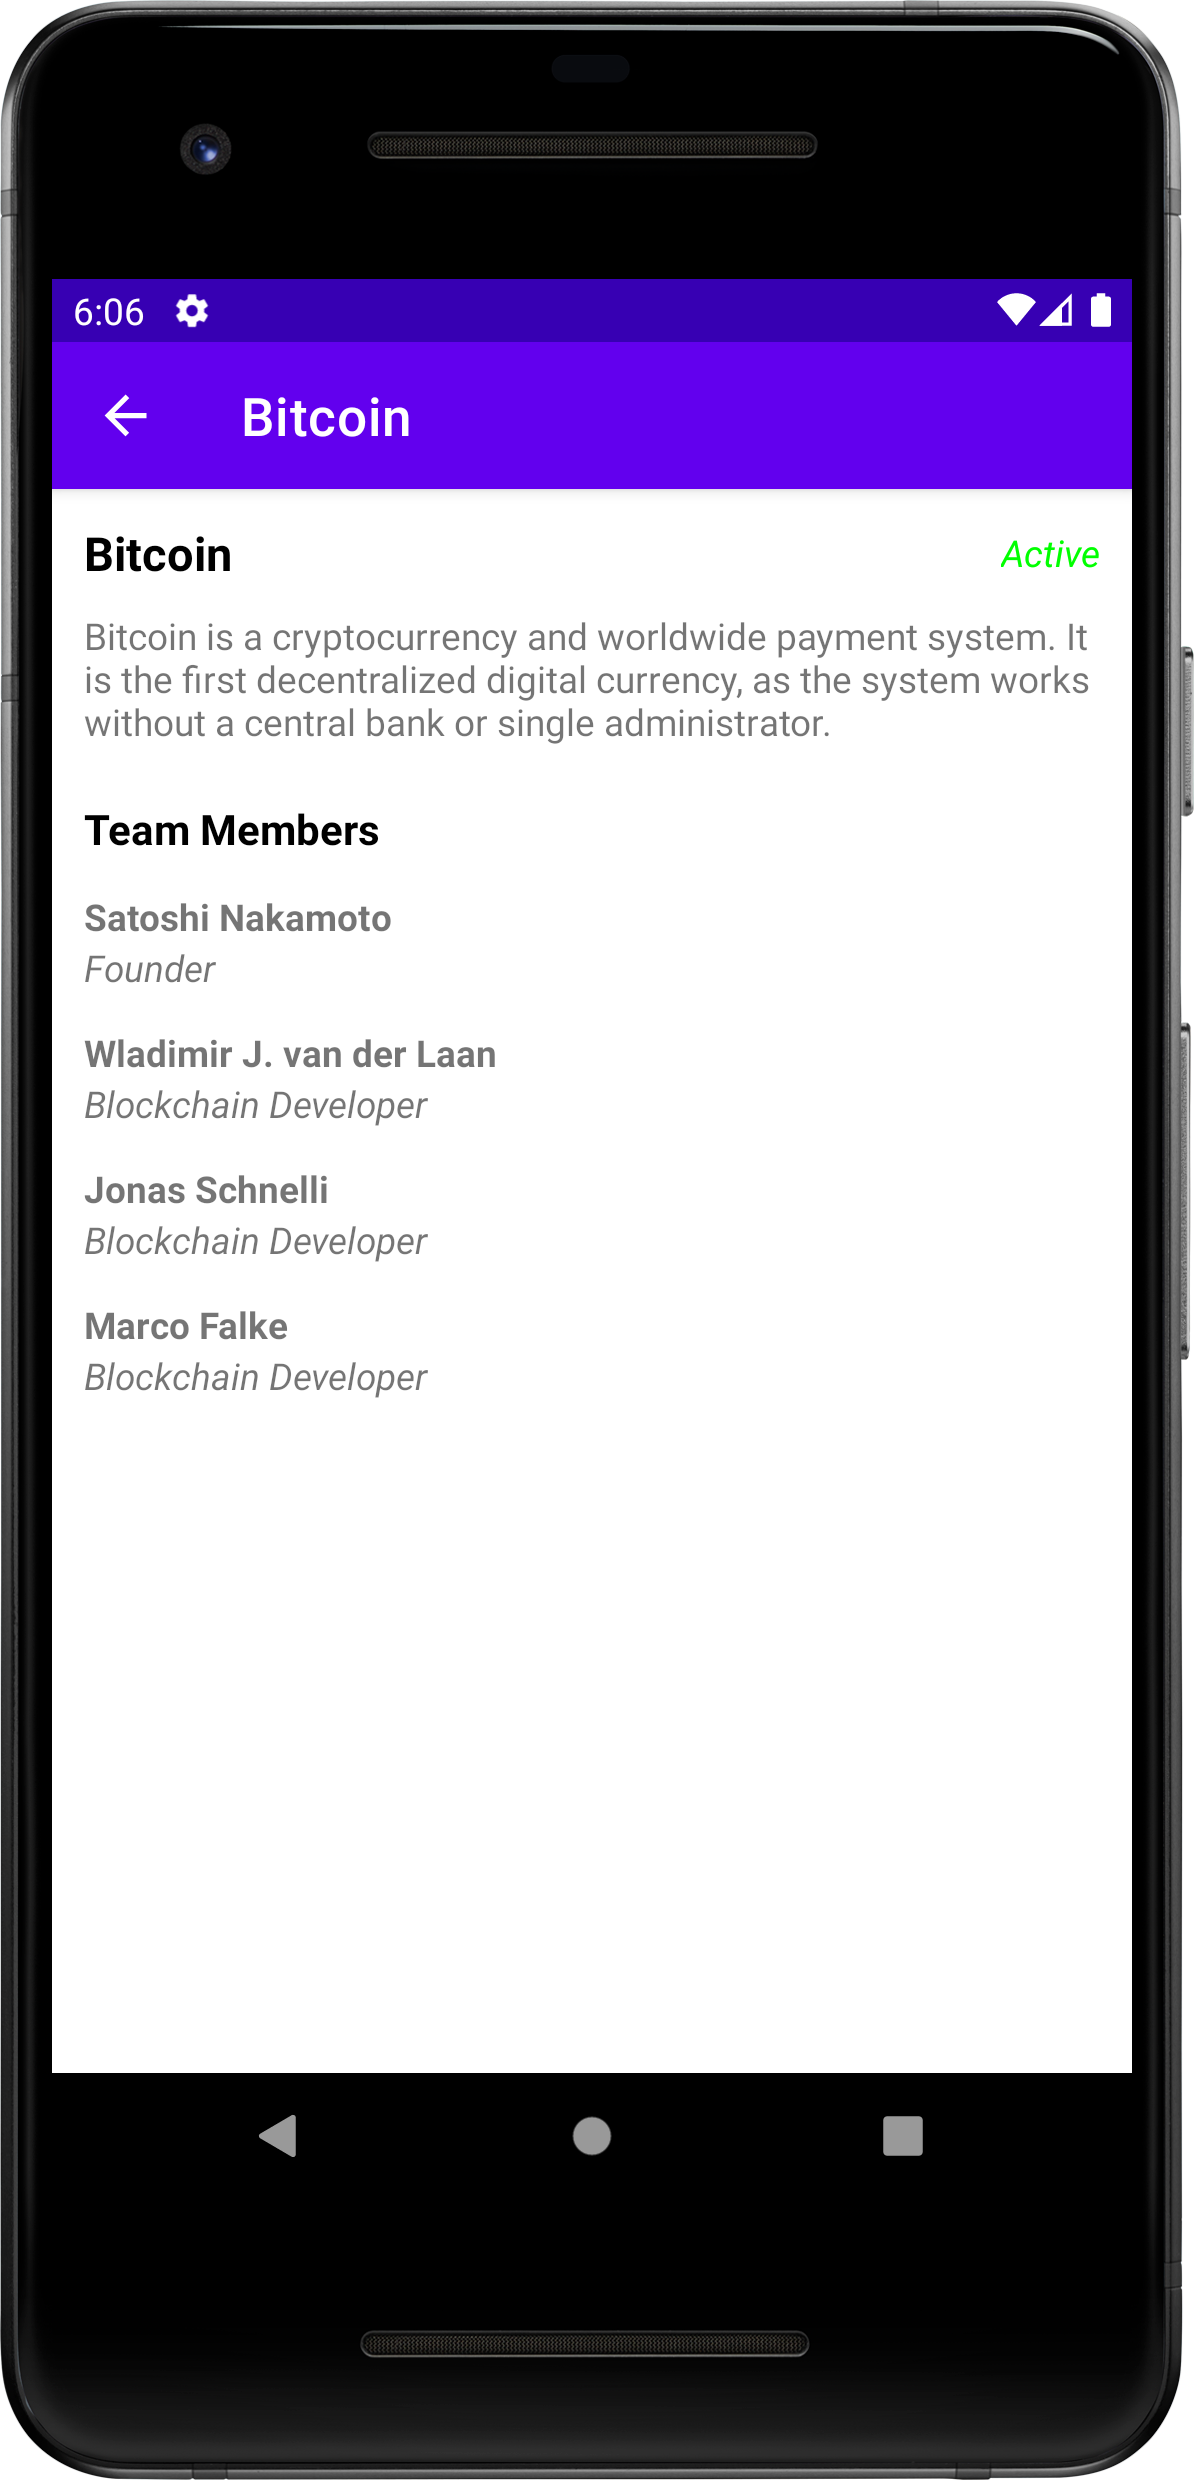 6:06
Bitcoin
Bitcoin
Active
Bitcoin is a cryptocurrency and worldwide payment system. It
is the first decentralized digital currency, as the system works
without a central bank or single administrator.
Team Members
Satoshi Nakamoto
Founder
Wladimir J. van der Laan
Blockchain Developer
Jonas Schnelli
Blockchain Developer
Marco Falke
Blockchain Developer